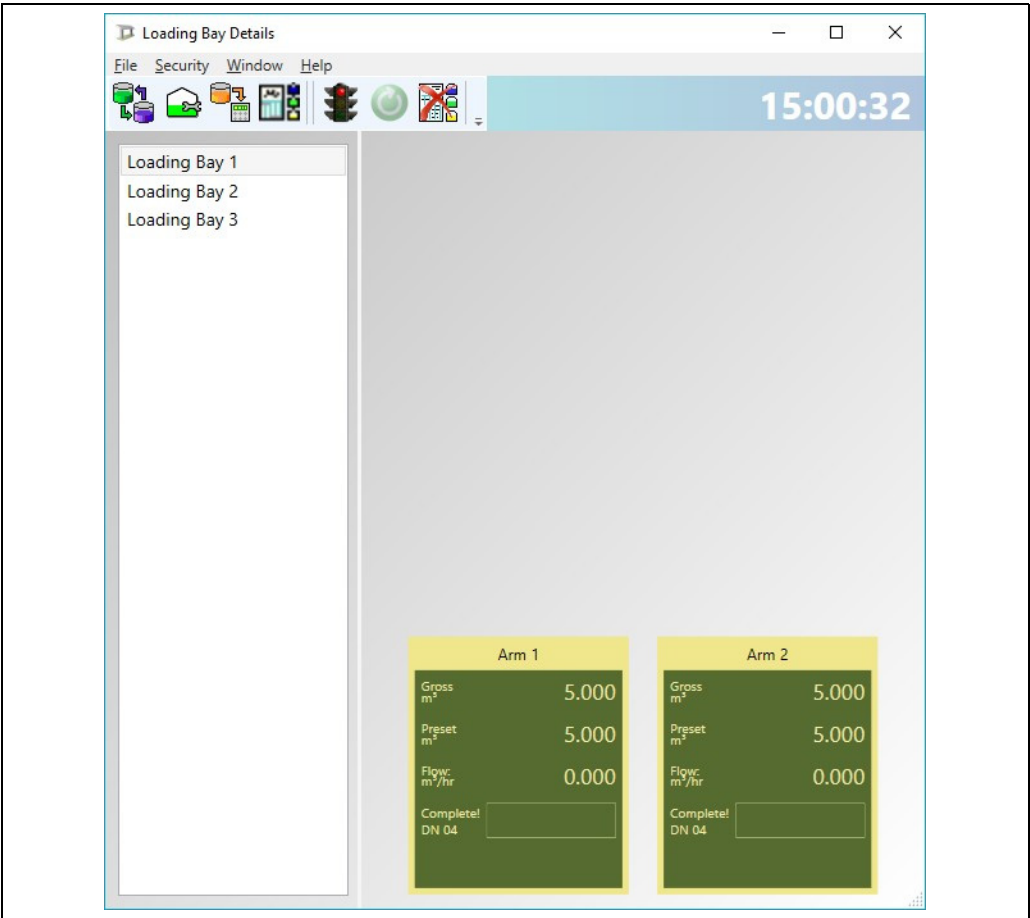 Loading Bay Details
File Security Window Help
15:00:32
Loading Bay 1
Loading Bay 2
Loading Bay 3
Arm 1
Gross
m³
5.000
Preset
m³
5.000
Flow:
m³/hr
0.000
Complete!
DN 04
Arm 2
Gross
m³
5.000
Preset
m³
5.000
Flow:
m³/hr
0.000
Complete!
DN 04